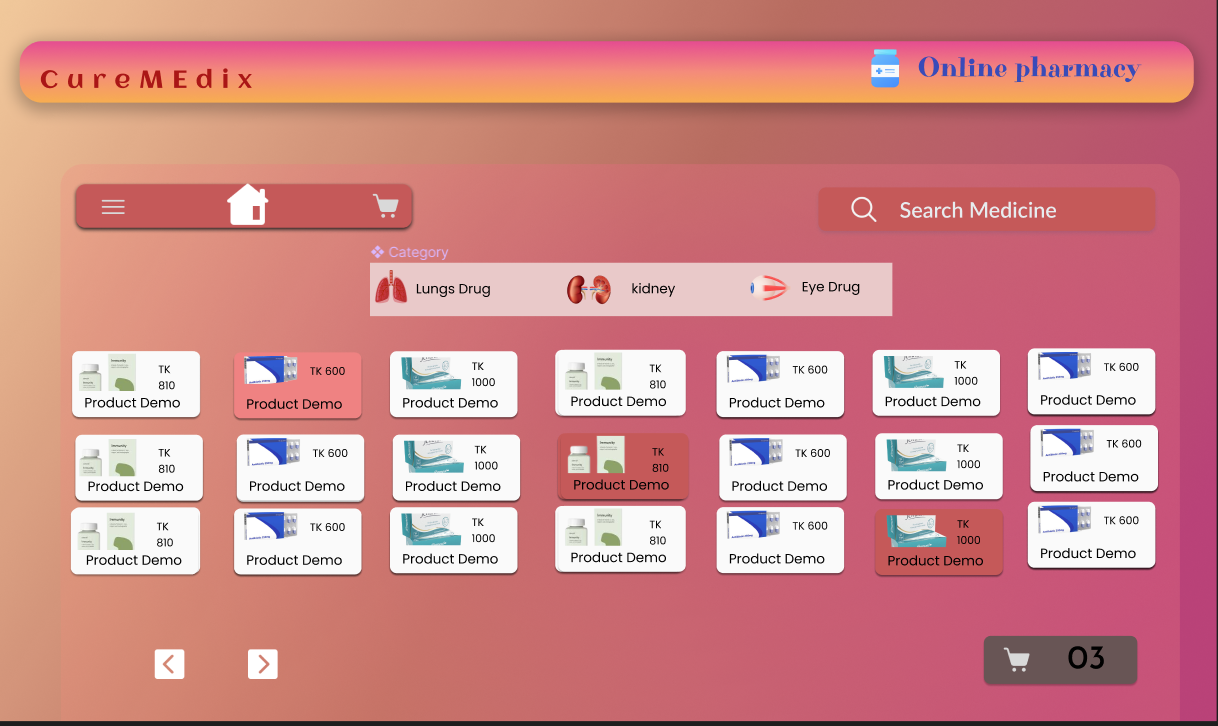 CureMEdix
Online pharmacy
Search Medicine
Category
Lungs Drug
kidney
Eye Drug
TK
810
Product Demo
TK 600
Product Demo
TK
1000
Product Demo
TK
810
Product Demo
TK 600
Product Demo
TK
1000
Product Demo
TK 600
Product Demo
TK
810
Product Demo
TK 600
Product Demo
TK
1000
Product Demo
TK
810
Product Demo
TK 600
Product Demo
TK
1000
Product Demo
TK 600
Product Demo
TK
810
Product Demo
TK 600
Product Demo
TK
1000
Product Demo
TK
810
Product Demo
TK 600
Product Demo
TK
1000
Product Demo
TK 600
Product Demo
03